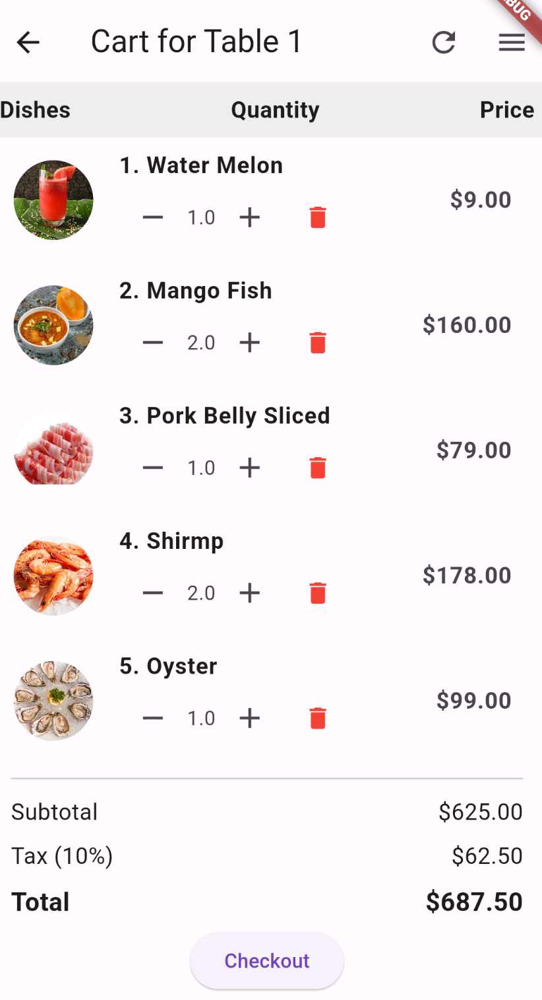 Cart for Table 1
Dishes Quantity Price
1. Water Melon
1.0
$9.00
2. Mango Fish
2.0
$160.00
3. Pork Belly Sliced
1.0
$79.00
4. Shirmp
2.0
$178.00
5. Oyster
1.0
$99.00
Subtotal $625.00
Tax (10%) $62.50
Total $687.50
Checkout